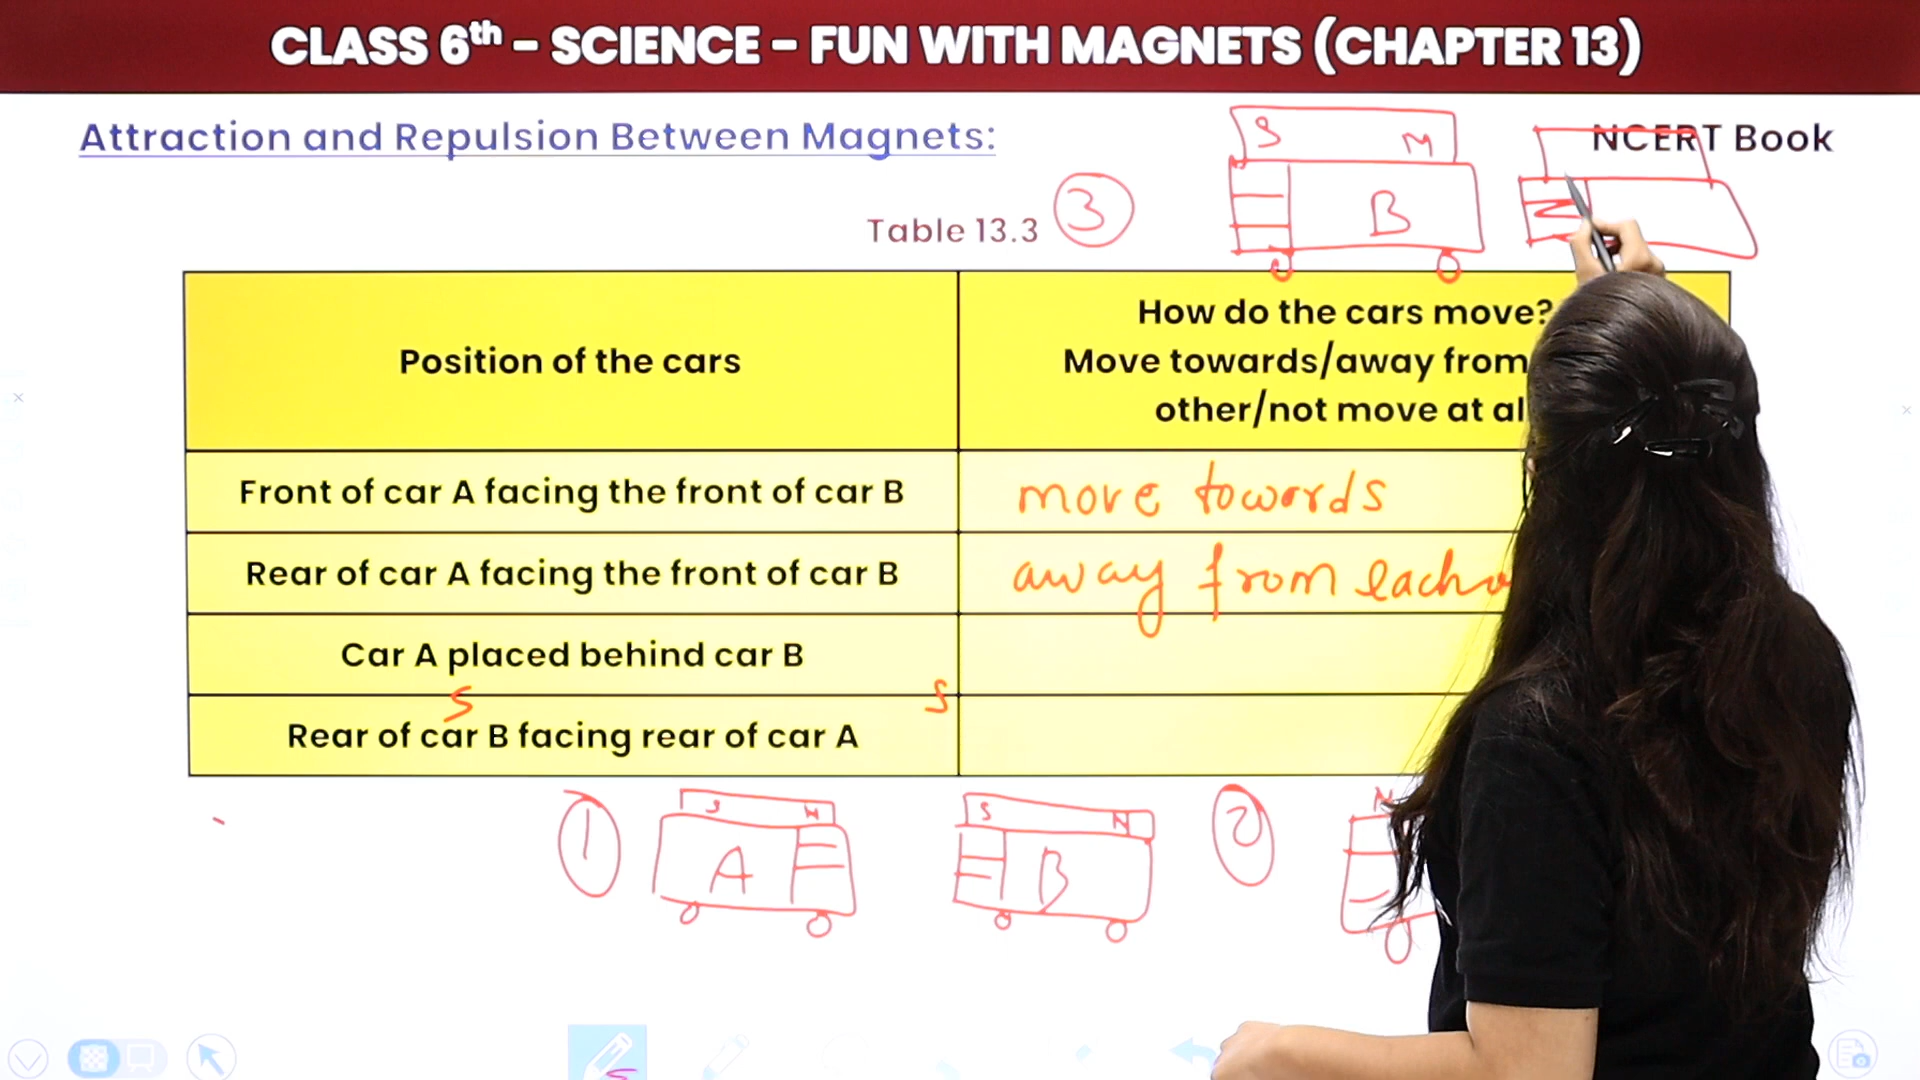 CLASS 6th - SCIENCE - FUN WITH MAGNETS (CHAPTER 13)
Attraction and Repulsion Between Magnets:
NCERT Book
S
B
Table 13.3
3
Position of the cars
How do the cars move?
Move towards/away from
other/not move at al
Front of car A facing the front of car B
move towards
Rear of car A facing the front of car B
away from each o
Car A placed behind car B
S S
Rear of car B facing rear of car A
1
S N
A
S N
B
2
N